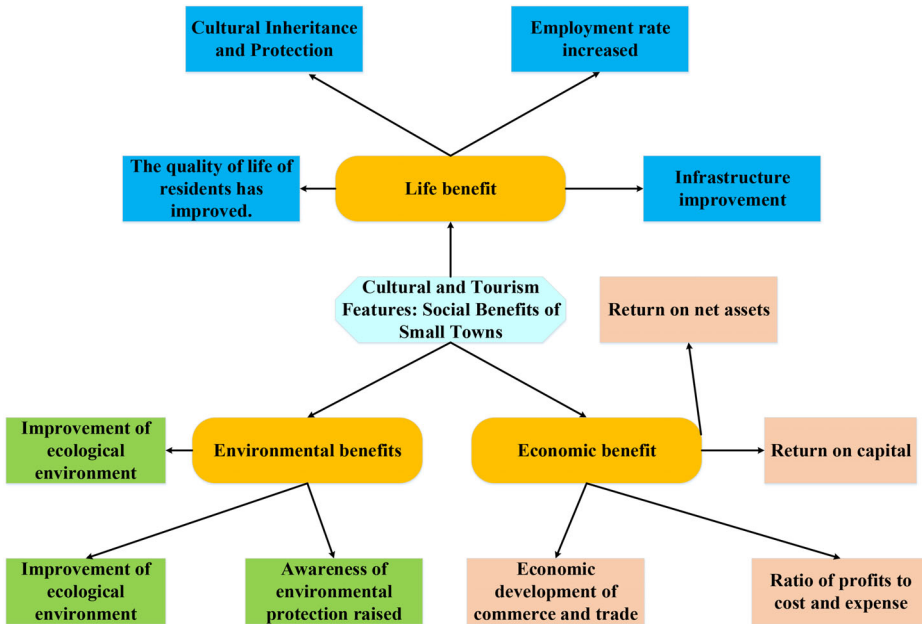 Cultural Inheritance
and Protection
Employment rate
increased
The quality of life of
residents has
improved.
Life benefit
Infrastructure
improvement
Cultural and Tourism
Features: Social Benefits of
Small Towns
Return on net assets
Improvement of
ecological
environment
Environmental benefits
Economic benefit
Return on capital
Improvement of
ecological
environment
Awareness of
environmental
protection raised
Economic
development of
commerce and trade
Ratio of profits to
cost and expense